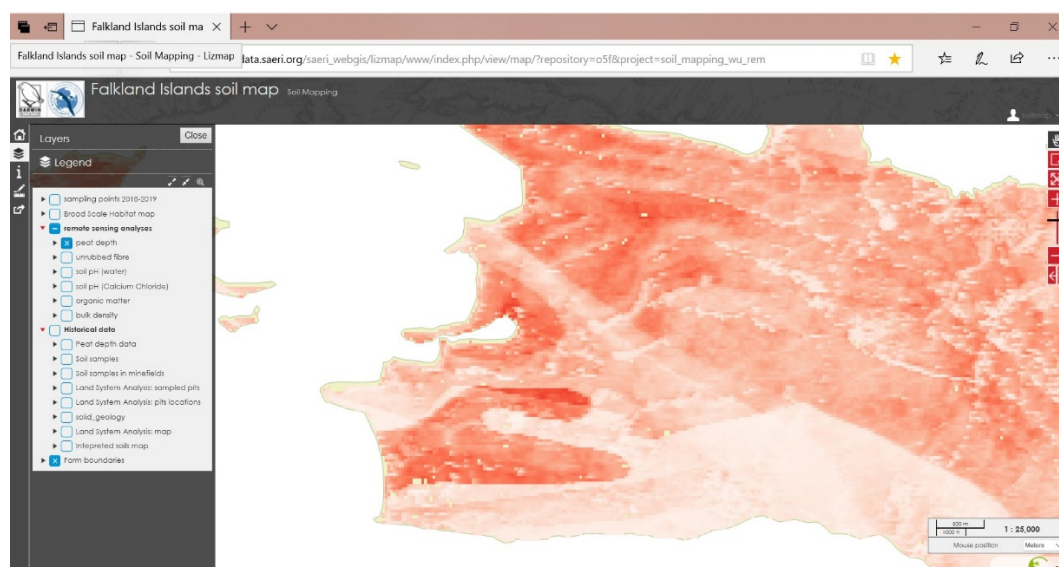 Falkland Islands soil ma
Falkland Islands soil map - Soil Mapping - Lizmap
data.saeri.org/saeri_webgis/lizmap/www/index.php/view/map/?repository=o5f&project=soil_mapping_wu_rem
Falkland Islands soil map Soil Mapping
DARWIN
Layers
Close
Legend
sampling points 2018-2019
Broad Scale Habitat map
remote sensing analyses
peat depth
unrubbed fibre
soil pH (water)
soil pH (Calcium Chloride)
organic matter
bulk density
Historical data
Peat depth data
Soil samples
Soil samples in minefields
Land System Analysis: sampled pits
Land System Analysis: pits locations
solid_geology
Land System Analysis: map
Intepreted soils map
Farm boundaries
500 m
1000 ft
1 : 25,000
Mouse position
Meters